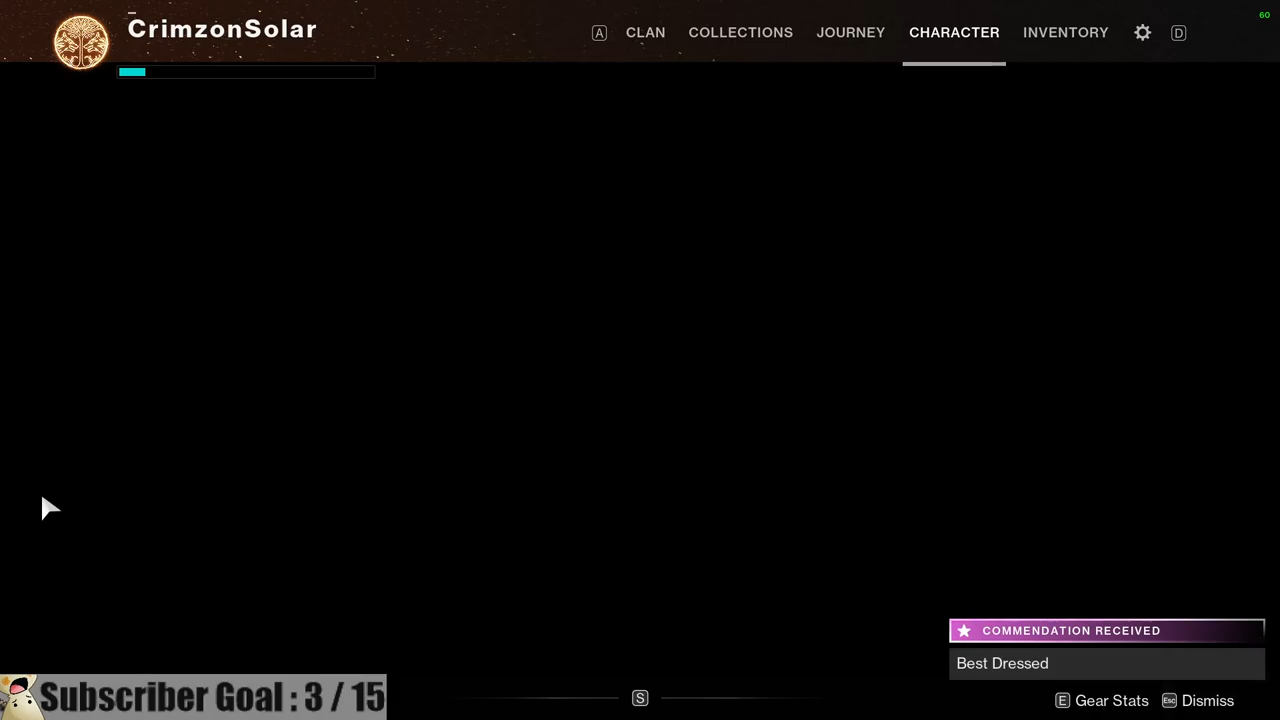 CrimzonSolar
A CLAN COLLECTIONS JOURNEY CHARACTER INVENTORY D
60
COMMENDATION RECEIVED
Best Dressed
Subscriber Goal : 3 / 15
S
E Gear Stats Esc Dismiss